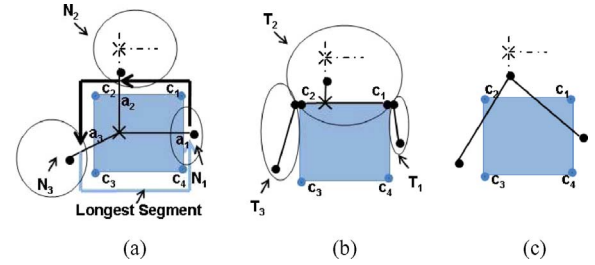 N2
c2
c1
a2
a3
a1
N3
N1
c3
c4
Longest Segment
(a)
T2
c2
c1
c3
c4
T3
T1
(b)
c2
c1
c3
c4
(c)